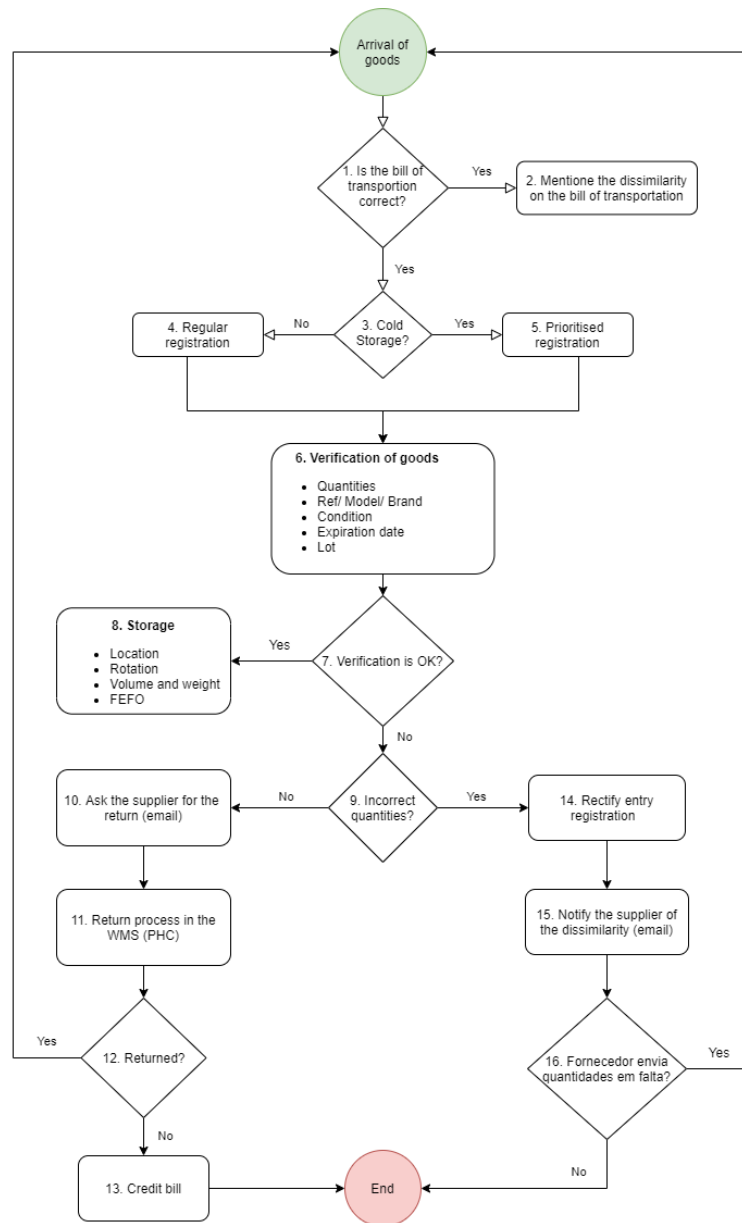 Arrival of
goods
1. Is the bill of
transportion
correct?
Yes
2. Mentione the dissimilarity
on the bill of transportation
Yes
4. Regular
registration
No
3. Cold
Storage?
Yes
5. Prioritised
registration
6. Verification of goods
Quantities
Ref/ Model/ Brand
Condition
Expiration date
Lot
8. Storage
Location
Rotation
Volume and weight
FEFO
Yes
7. Verification is OK?
No
10. Ask the supplier for the
return (email)
No
9. Incorrect
quantities?
Yes
14. Rectify entry
registration
11. Return process in the
WMS (PHC)
15. Notify the supplier of
the dissimilarity (email)
Yes
12. Returned?
16. Fornecedor envia
quantidades em falta?
Yes
No
No
13. Credit bill
End